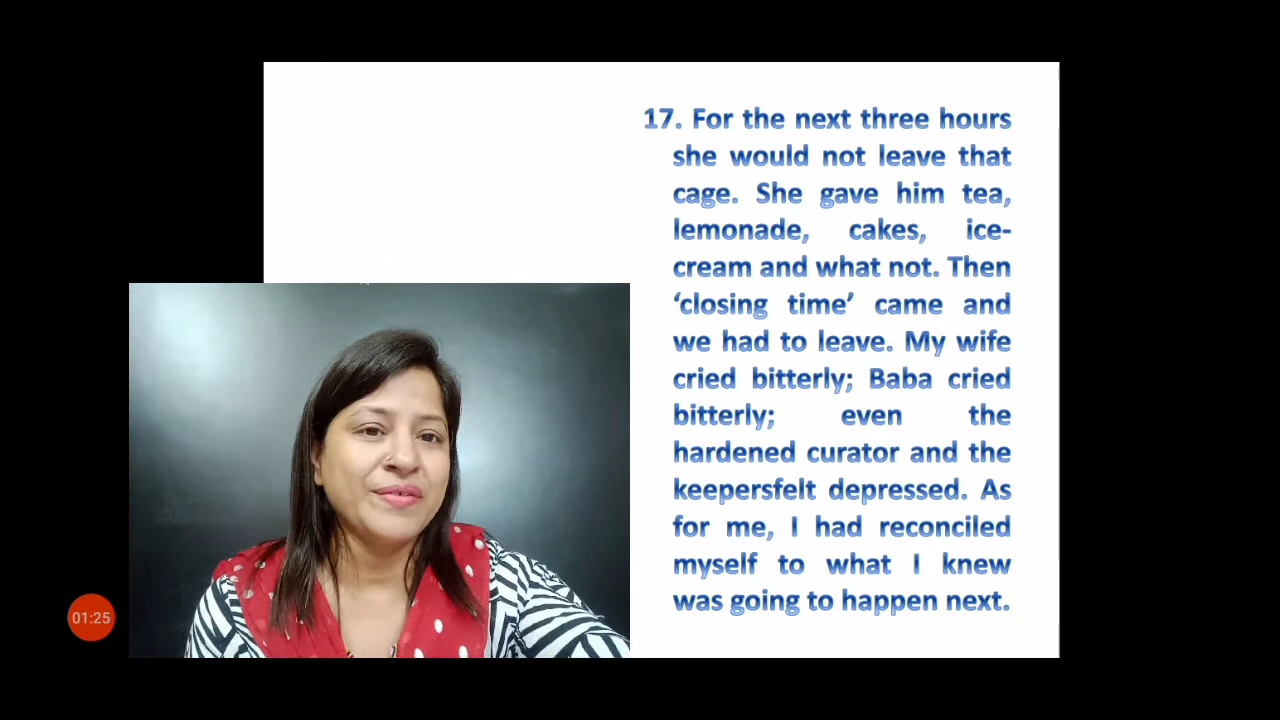 17. For the next three hours
she would not leave that
cage. She gave him tea,
lemonade, cakes, ice-
cream and what not. Then
‘closing time’ came and
we had to leave. My wife
cried bitterly; Baba cried
bitterly; even the
hardened curator and the
keepersfelt depressed. As
for me, I had reconciled
myself to what I knew
was going to happen next.
01:25